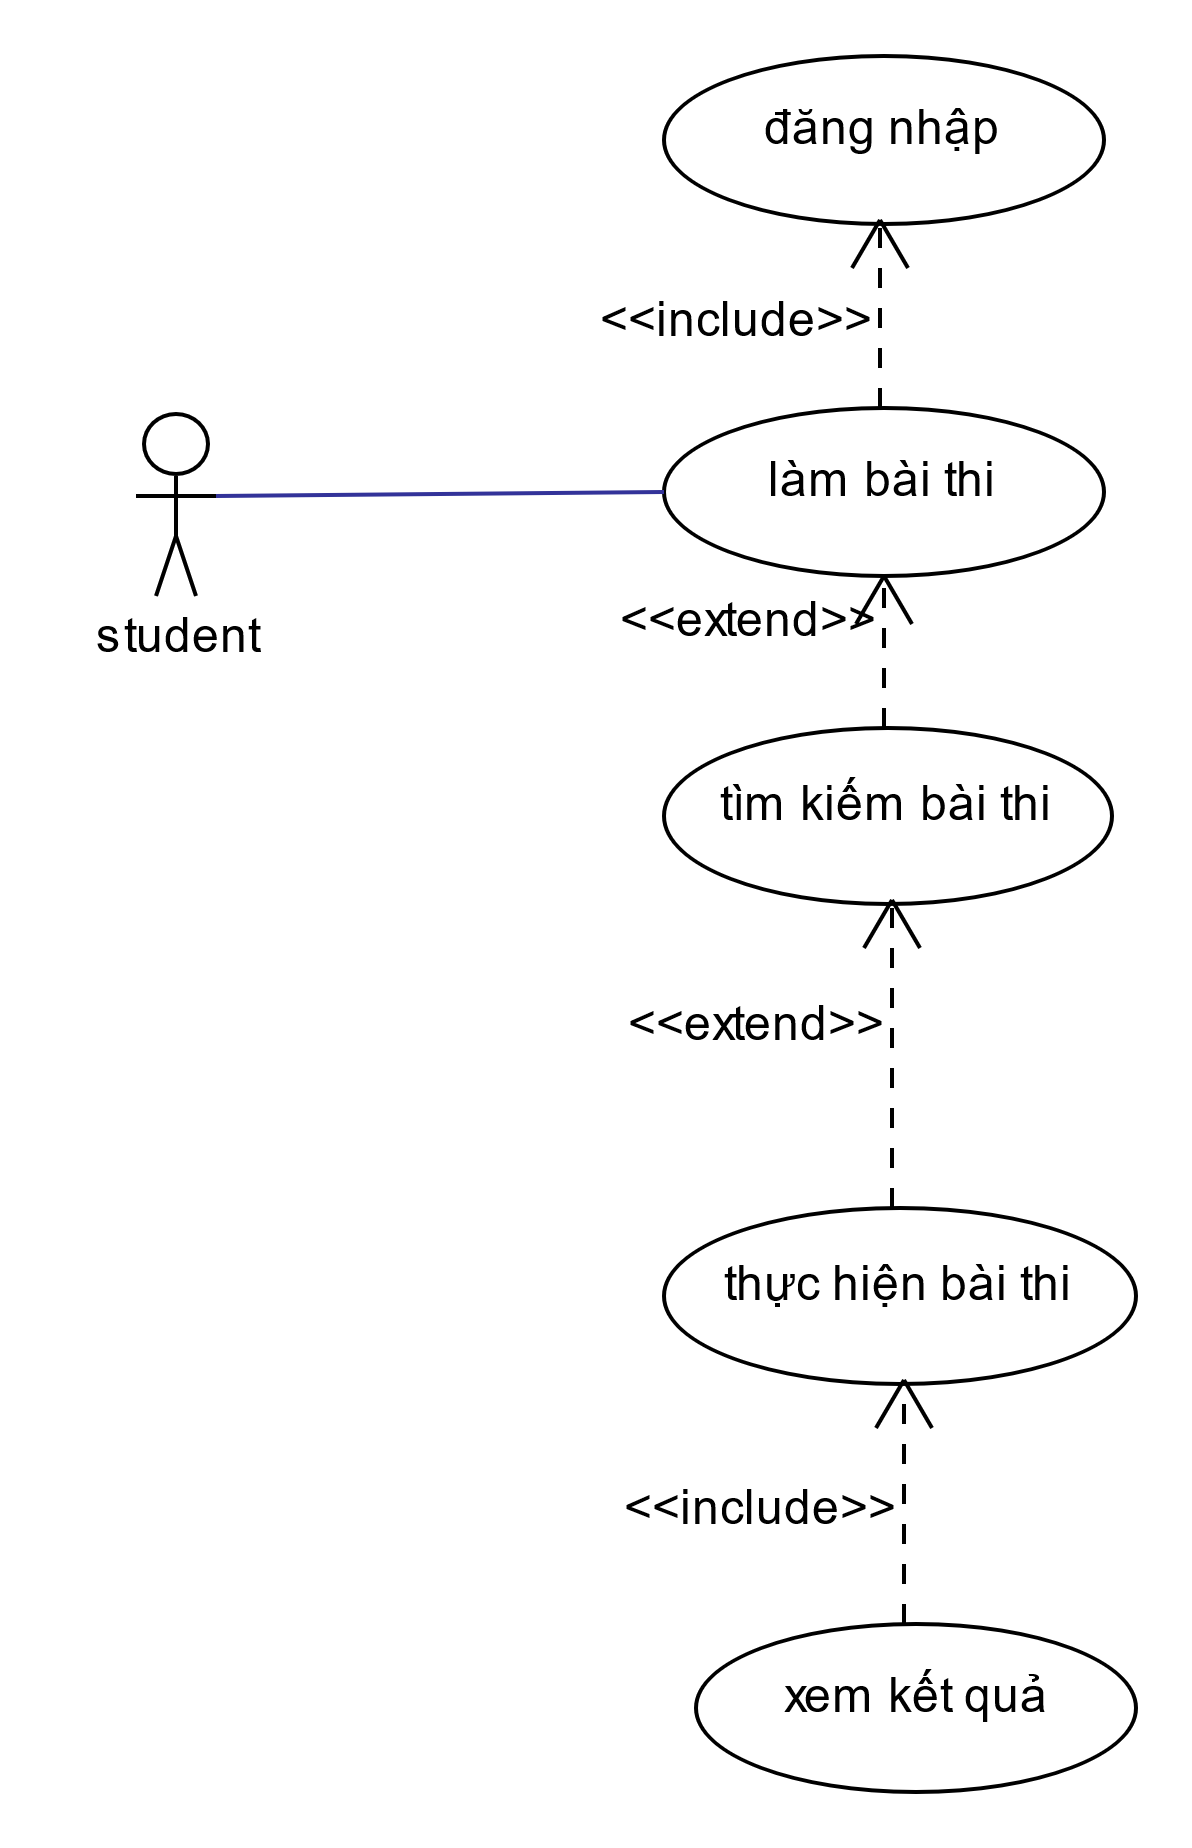 đăng nhập
<<include>>
làm bài thi
<<extend>>
student
tìm kiếm bài thi
<<extend>>
thực hiện bài thi
<<include>>
xem kết quả